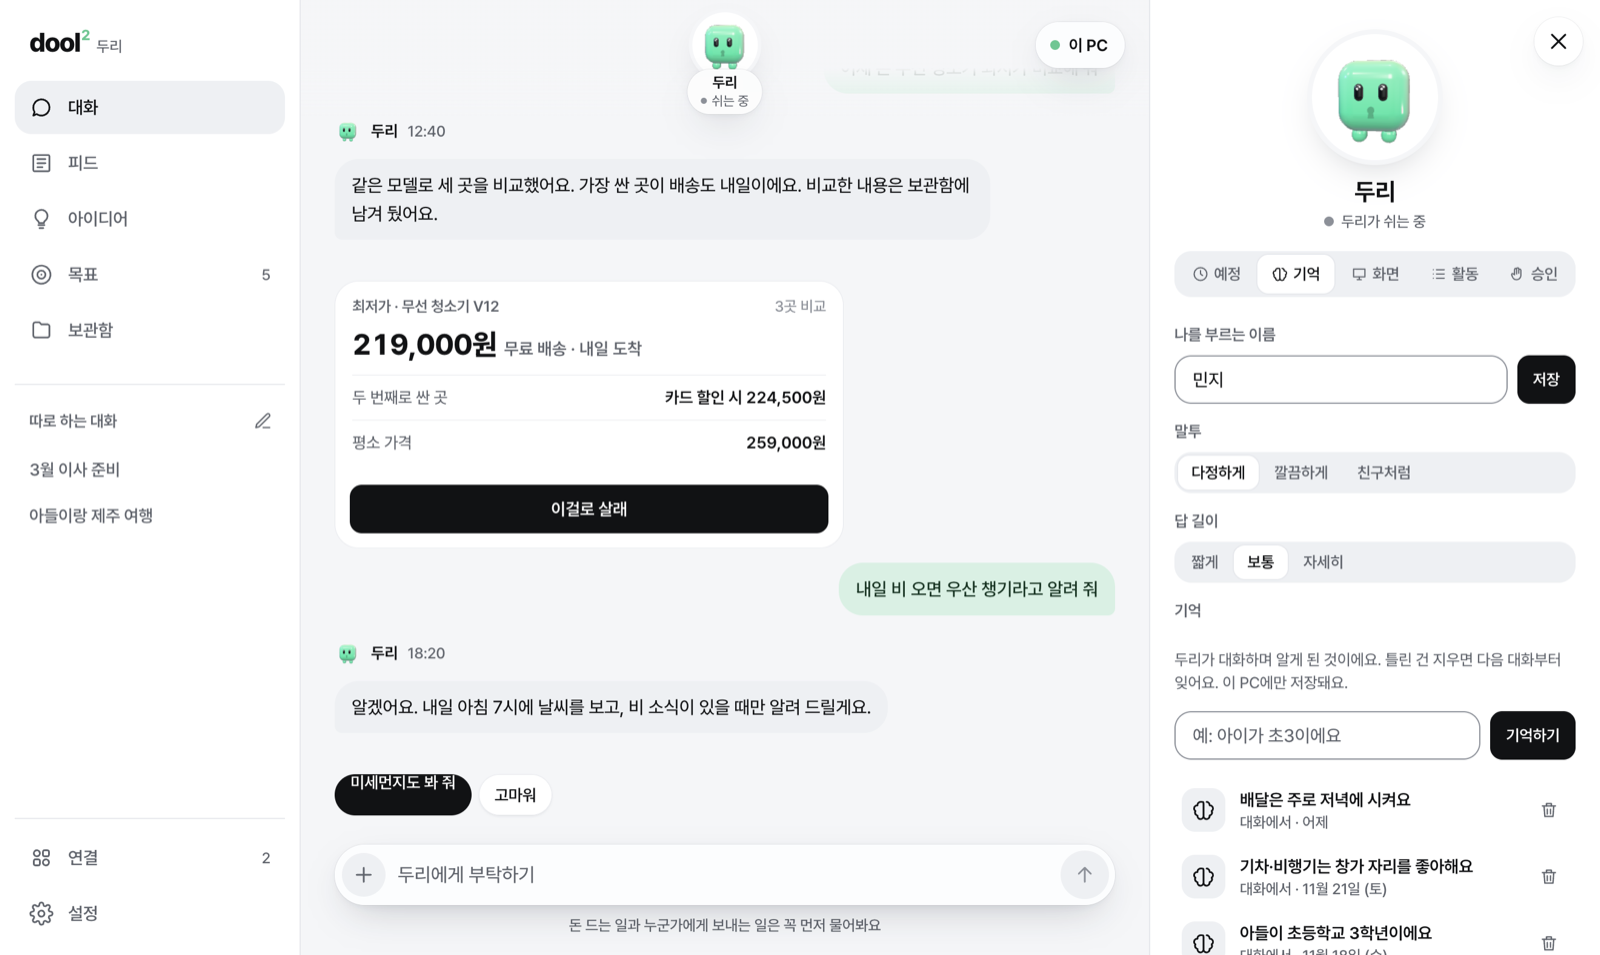 dool² 두리
대화
피드
아이디어
목표 5
보관함
따로 하는 대화
3월 이사 준비
아들이랑 제주 여행
연결 2
설정
두리
쉬는 중
이 PC
두리 12:40
같은 모델로 세 곳을 비교했어요. 가장 싼 곳이 배송도 내일이에요. 비교한 내용은 보관함에
남겨 뒀어요.
최저가 · 무선 청소기 V12 3곳 비교
219,000원 무료 배송 · 내일 도착
두 번째로 싼 곳 카드 할인 시 224,500원
평소 가격 259,000원
이걸로 살래
내일 비 오면 우산 챙기라고 알려 줘
두리 18:20
알겠어요. 내일 아침 7시에 날씨를 보고, 비 소식이 있을 때만 알려 드릴게요.
미세먼지도 봐 줘 고마워
두리에게 부탁하기
돈 드는 일과 누군가에게 보내는 일은 꼭 먼저 물어봐요
두리
두리가 쉬는 중
예정 기억 화면 활동 승인
나를 부르는 이름
민지 저장
말투
다정하게 깔끔하게 친구처럼
답 길이
짧게 보통 자세히
기억
두리가 대화하며 알게 된 것이에요. 틀린 건 지우면 다음 대화부터
잊어요. 이 PC에만 저장돼요.
예: 아이가 초3이에요 기억하기
배달은 주로 저녁에 시켜요
대화에서 · 어제
기차·비행기는 창가 자리를 좋아해요
대화에서 · 11월 21일 (토)
아들이 초등학교 3학년이에요
대화에서 · 11월 18일 (수)